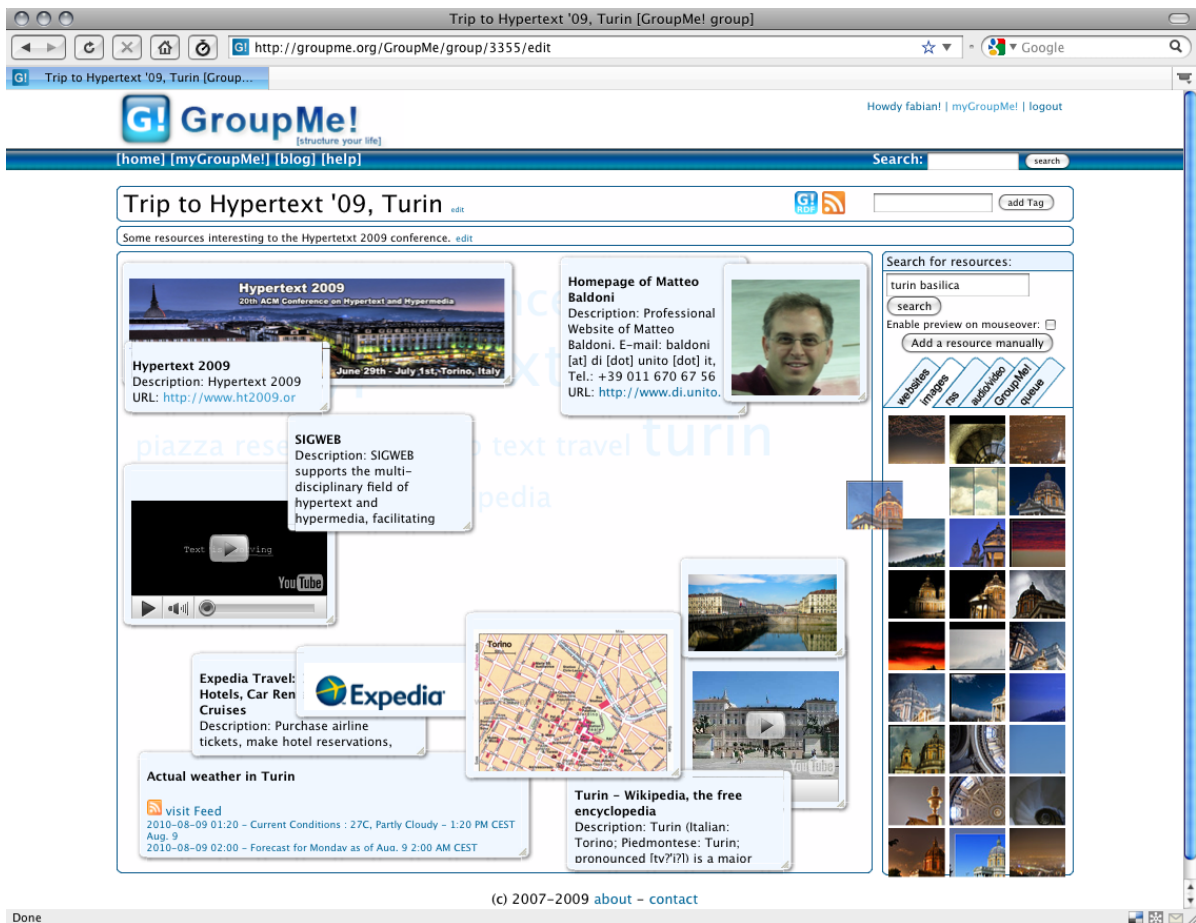 Trip to Hypertext '09, Turin [GroupMe! group]
G! http://groupme.org/GroupMe/group/3355/edit
Google
G! Trip to Hypertext '09, Turin [Group...
G! GroupMe!
[structure your life]
Howdy fabian! | myGroupMe! | logout
[home] [myGroupMe!] [blog] [help]
Search:
search
Trip to Hypertext '09, Turin edit
G! RDF
add Tag
Some resources interesting to the Hypertetxt 2009 conference. edit
Hypertext 2009
20th ACM Conference on Hypertext and Hypermedia
June 29th - July 1st, Torino, Italy
Hypertext 2009
Description: Hypertext 2009
URL: http://www.ht2009.or
Homepage of Matteo
Baldoni
Description: Professional
Website of Matteo
Baldoni. E-mail: baldoni
[at] di [dot] unito [dot] it,
Tel.: +39 011 670 67 56
URL: http://www.di.unito.
piazza
text travel turin
SIGWEB
Description: SIGWEB
supports the multi-
disciplinary field of
hypertext and
hypermedia, facilitating
pedia
Text is
YouTube
Expedia Travel:
Hotels, Car Ren
Cruises
Description: Purchase airline
tickets, make hotel reservations,
Expedia
Torino
YouTube
Actual weather in Turin
visit Feed
2010-08-09 01:20 - Current Conditions : 27C, Partly Cloudy - 1:20 PM CEST
Aug. 9
2010-08-09 02:00 - Forecast for Monday as of Aug. 9 2:00 AM CEST
Turin - Wikipedia, the free
encyclopedia
Description: Turin (Italian:
Torino; Piedmontese: Turin;
pronounced [tv?'i?]) is a major
Search for resources:
turin basilica
search
Enable preview on mouseover:
Add a resource manually
websites
images
rss
audio/video
GroupMe!
queue
(c) 2007-2009 about - contact
Done